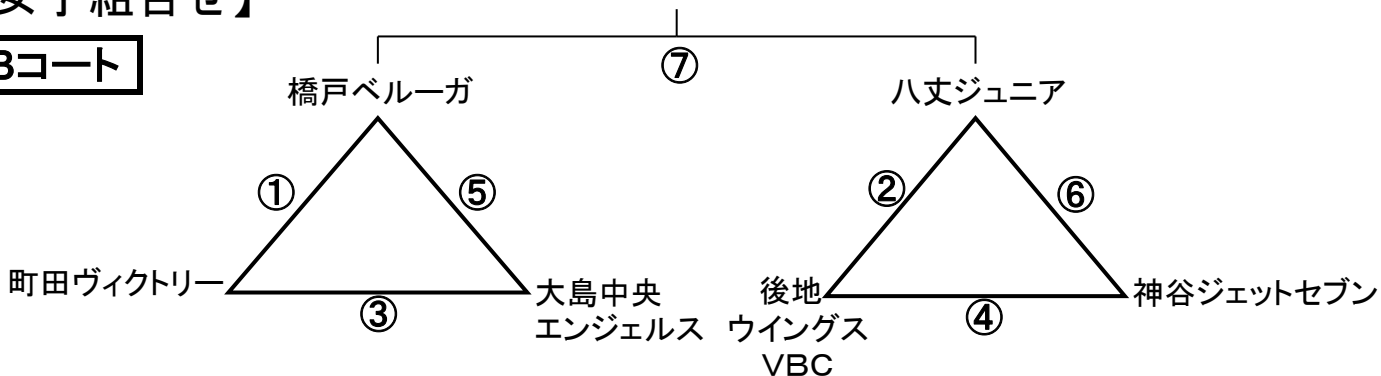 女子組合せ】
Bコート
⑦
橋戸ベルーガ
八丈ジュニア
①
⑤
②
⑥
町田ヴィクトリー
大島中央
エンジェルス
③
後地
ウイングス
VBC
④
神谷ジェットセブン